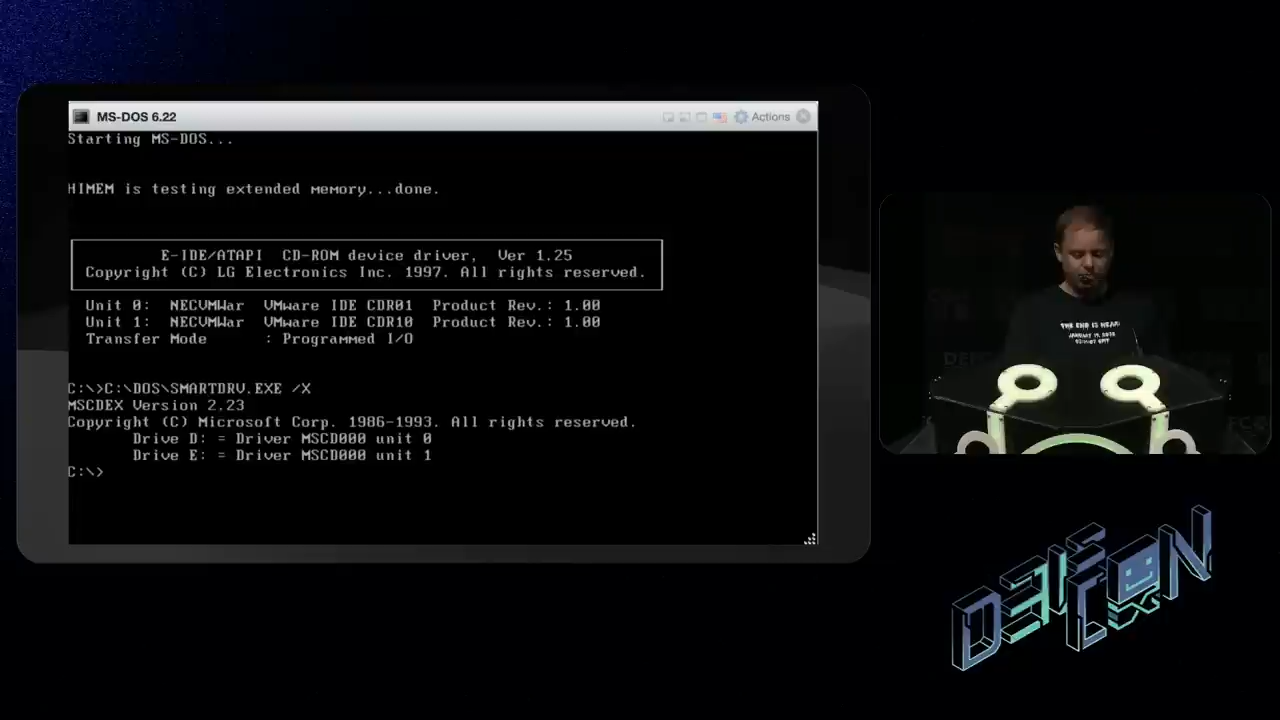 MS-DOS 6.22
Actions
Starting MS-DOS...
HIMEM is testing extended memory...done.
E-IDE/ATAPI CD-ROM device driver, Ver 1.25
Copyright (C) LG Electronics Inc. 1997. All rights reserved.
Unit 0: NECVMWar VMware IDE CDR01 Product Rev.: 1.00
Unit 1: NECVMWar VMware IDE CDR10 Product Rev.: 1.00
Transfer Mode : Programmed I/O
C:\>C:\DOS\SMARTDRV.EXE /X
MSCDEX Version 2.23
Copyright (C) Microsoft Corp. 1986-1993. All rights reserved.
Drive D: = Driver MSCD000 unit 0
Drive E: = Driver MSCD000 unit 1
C:\>
THE END IS NEAR!
DEF CON